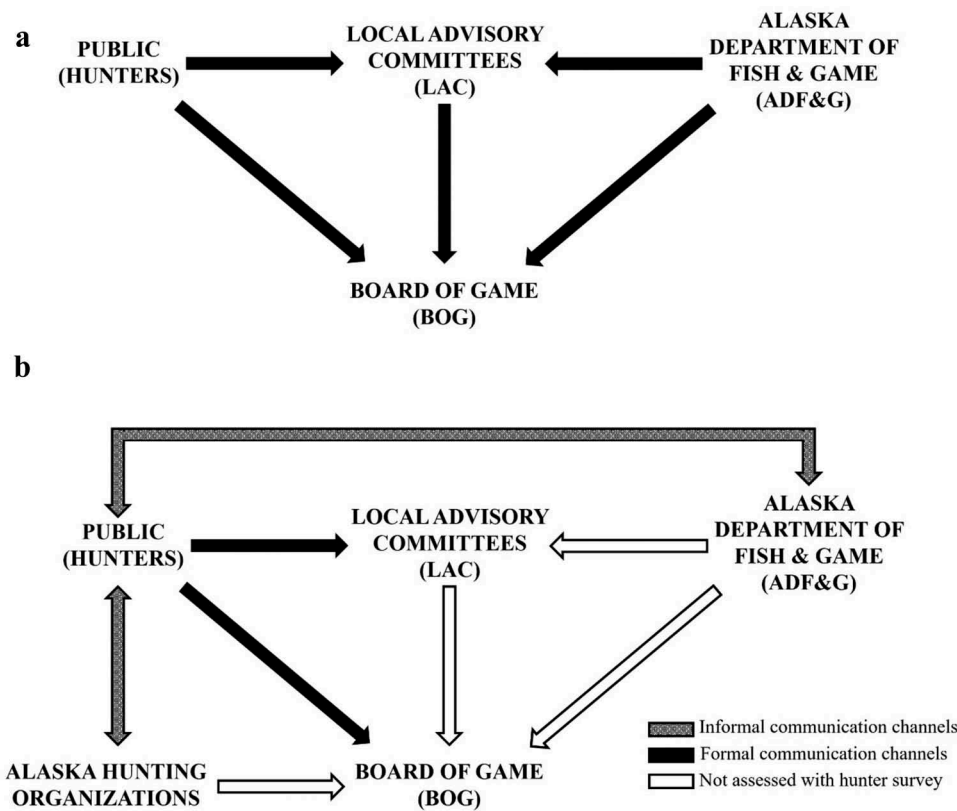 a
PUBLIC
(HUNTERS)
LOCAL ADVISORY
COMMITTEES
(LAC)
ALASKA
DEPARTMENT OF
FISH & GAME
(ADF&G)
BOARD OF GAME
(BOG)
b
PUBLIC
(HUNTERS)
LOCAL ADVISORY
COMMITTEES
(LAC)
ALASKA
DEPARTMENT OF
FISH & GAME
(ADF&G)
ALASKA HUNTING
ORGANIZATIONS
BOARD OF GAME
(BOG)
Informal communication channels
Formal communication channels
Not assessed with hunter survey